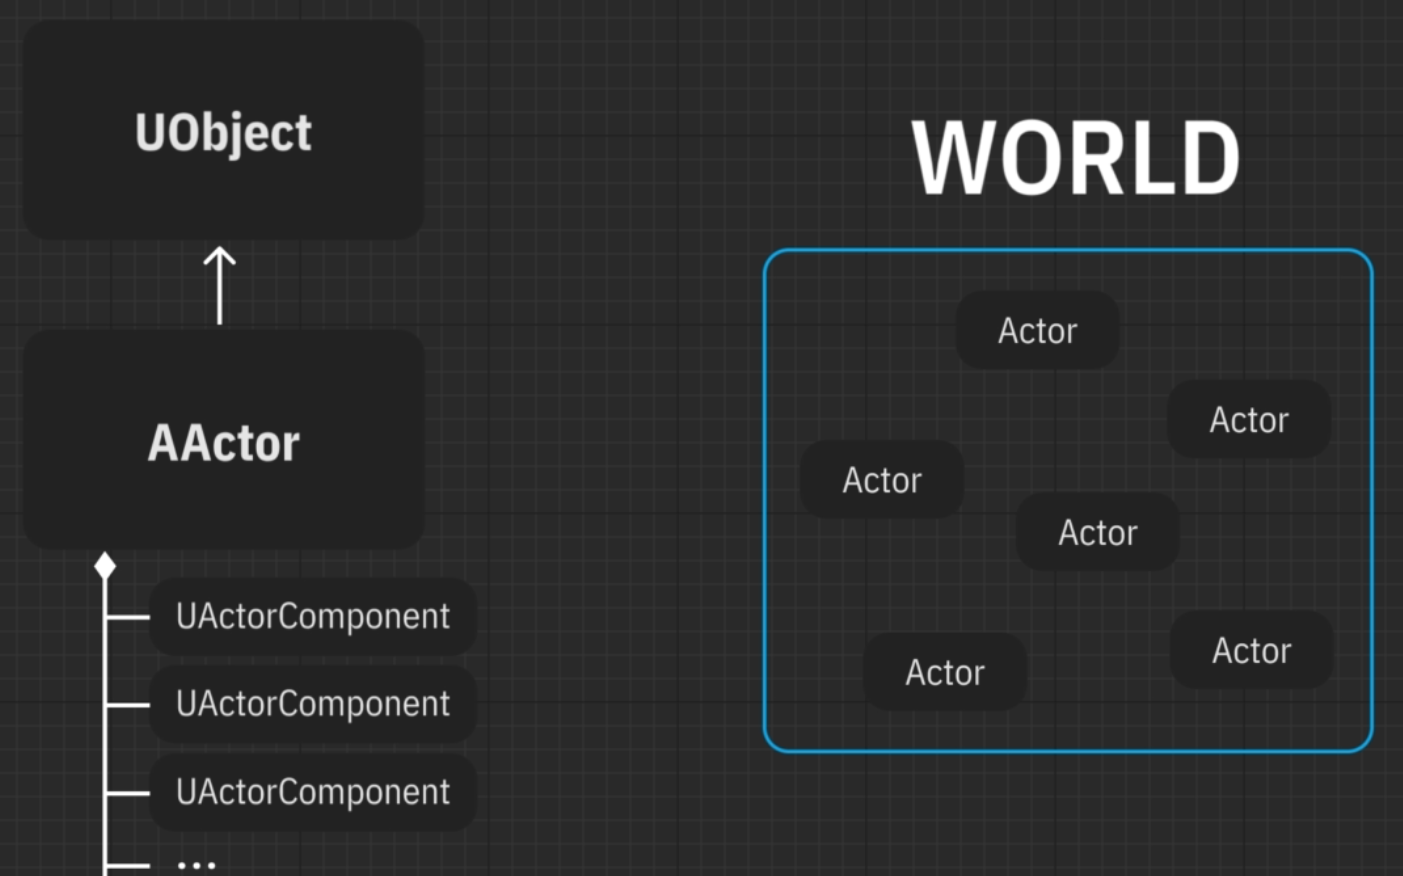 UObject
AActor
UActorComponent
UActorComponent
UActorComponent
...
WORLD
Actor
Actor
Actor
Actor
Actor
Actor